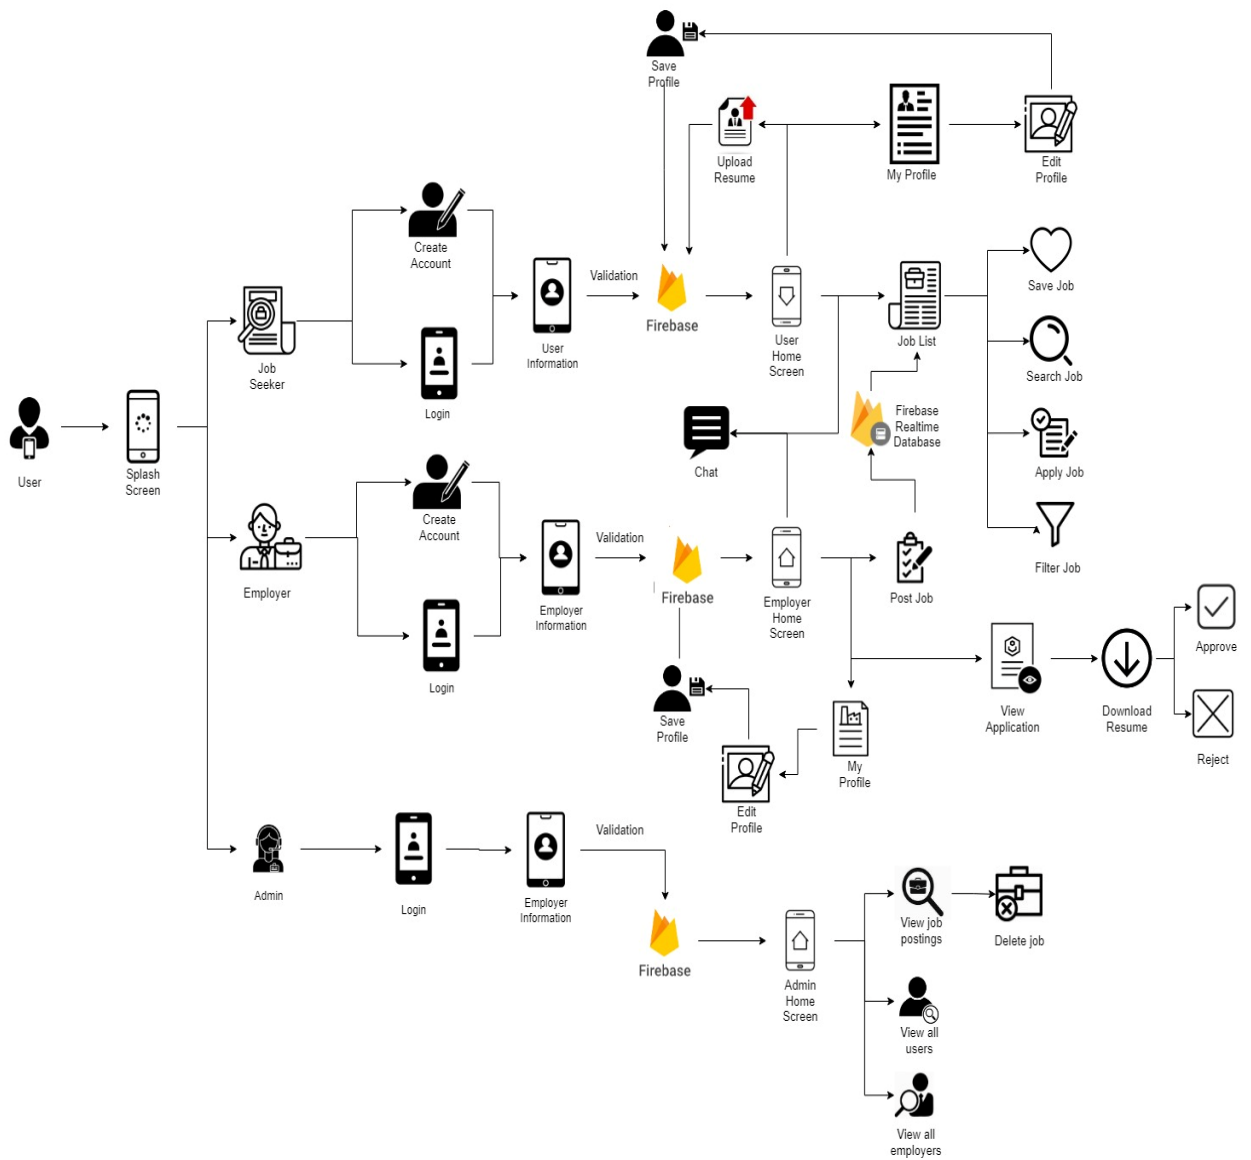 Save
Profile
Upload
Resume
My Profile
Edit
Profile
Create
Account
Validation
Firebase
User
Information
User
Home
Screen
Job List
Save Job
Search Job
Job
Seeker
Login
Firebase
Realtime
Database
Chat
Apply Job
User
Splash
Screen
Create
Account
Validation
Filter Job
Employer
Employer
Information
Firebase
Employer
Home
Screen
Post Job
Approve
Login
Save
Profile
View
Application
Download
Resume
Reject
My
Profile
Edit
Profile
Validation
Admin
Login
Employer
Information
View job
postings
Delete job
Firebase
Admin
Home
Screen
View all
users
View all
employers